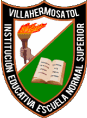 VILLAHERMOSA TOL
INSTITUCIÓN EDUCATIVA ESCUELA NORMAL SUPERIOR